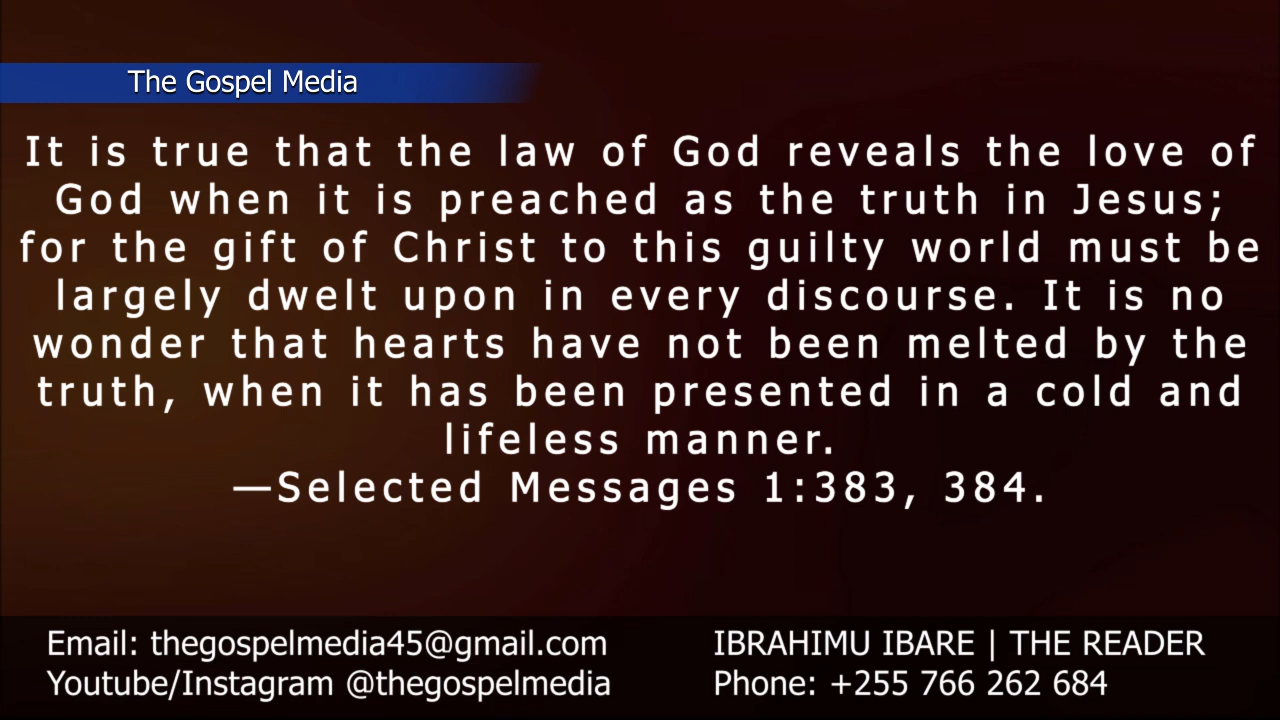 The Gospel Media
It is true that the law of God reveals the love of
God when it is preached as the truth in Jesus;
for the gift of Christ to this guilty world must be
largely dwelt upon in every discourse. It is no
wonder that hearts have not been melted by the
truth, when it has been presented in a cold and
lifeless manner.
—Selected Messages 1:383, 384.
Email: thegospelmedia45@gmail.com
Youtube/Instagram @thegospelmedia
IBRAHIMU IBARE | THE READER
Phone: +255 766 262 684